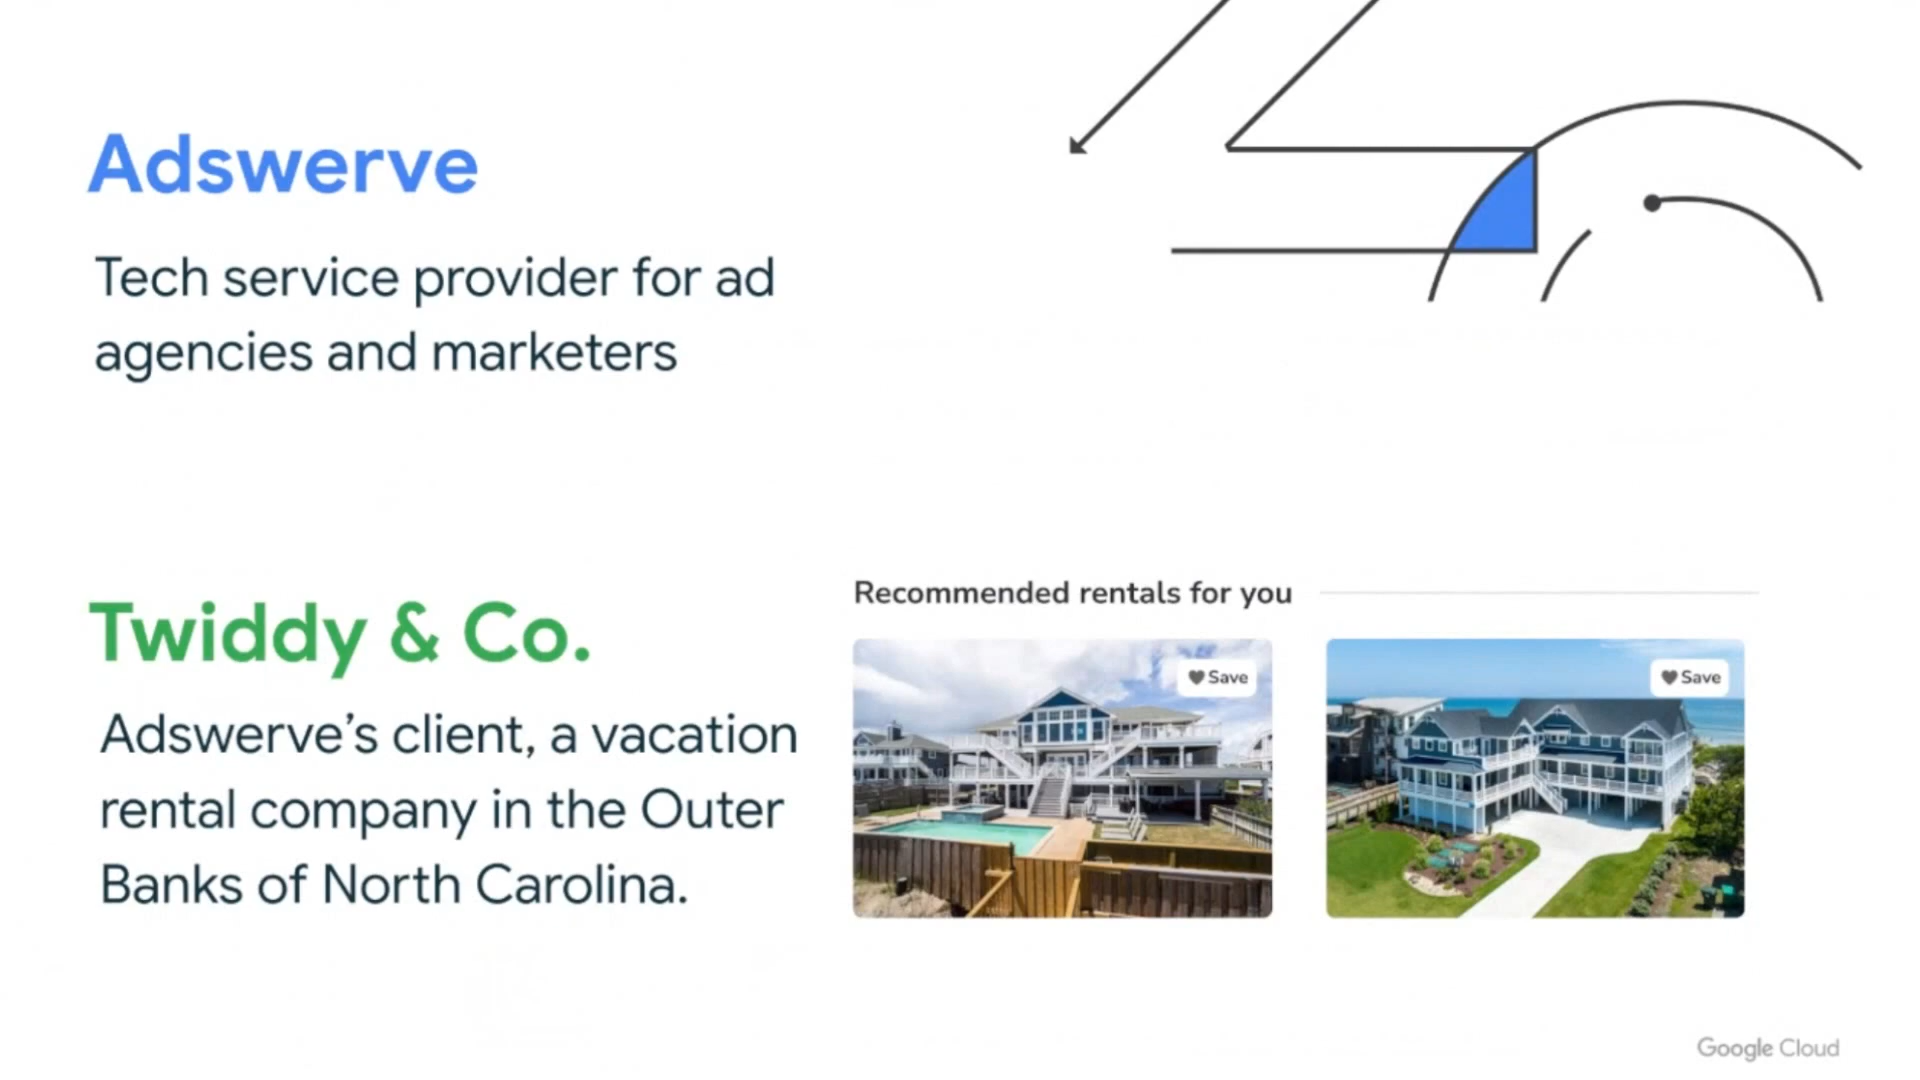 Adswerve
Tech service provider for ad
agencies and marketers
Twiddy & Co.
Adswerve’s client, a vacation
rental company in the Outer
Banks of North Carolina.
Recommended rentals for you
Save
Save
Google Cloud